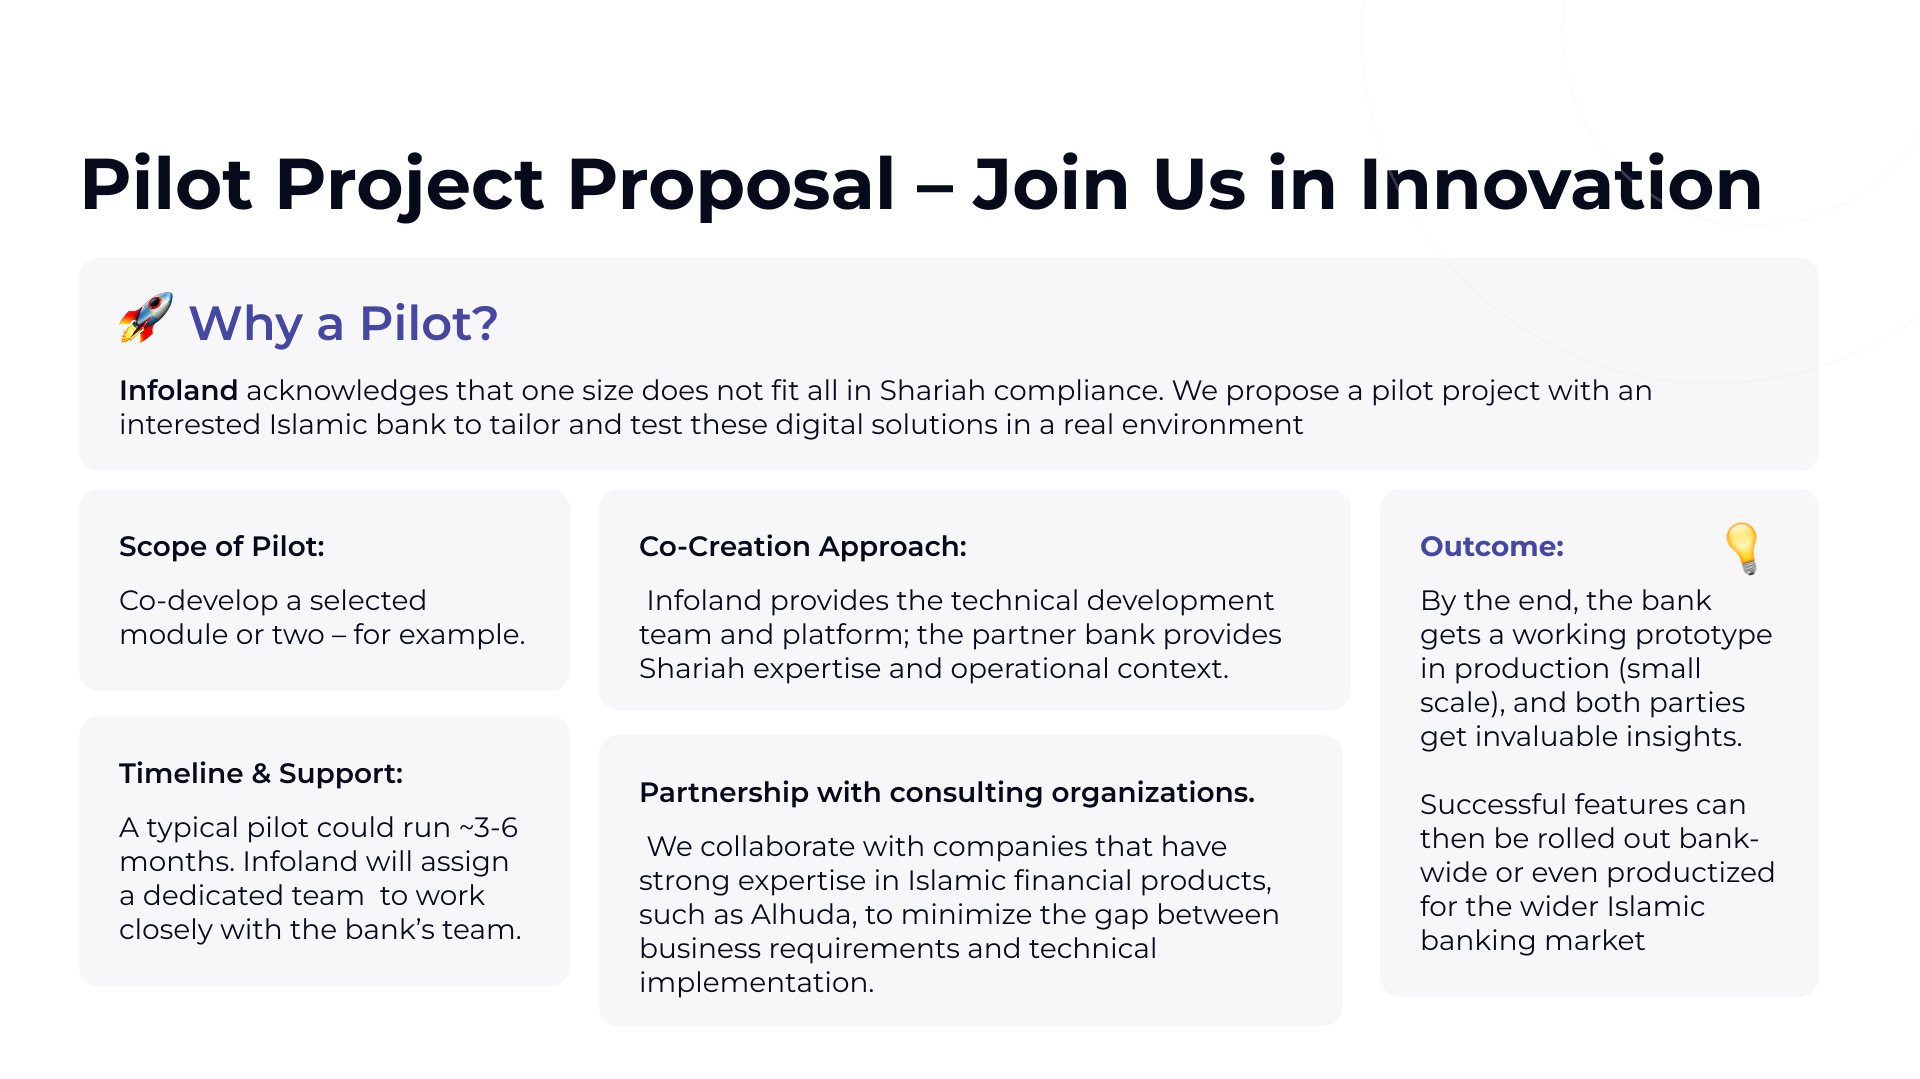 Pilot Project Proposal – Join Us in Innovation
Why a Pilot?
Infoland acknowledges that one size does not fit all in Shariah compliance. We propose a pilot project with an
interested Islamic bank to tailor and test these digital solutions in a real environment
Scope of Pilot:
Co-develop a selected
module or two – for example.
Timeline & Support:
A typical pilot could run ~3-6
months. Infoland will assign
a dedicated team  to work
closely with the bank’s team.
Co-Creation Approach:
Infoland provides the technical development
team and platform; the partner bank provides
Shariah expertise and operational context.
Partnership with consulting organizations.
We collaborate with companies that have
strong expertise in Islamic financial products,
such as Alhuda, to minimize the gap between
business requirements and technical
implementation.
Outcome:
By the end, the bank
gets a working prototype
in production (small
scale), and both parties
get invaluable insights.
Successful features can
then be rolled out bank-
wide or even productized
for the wider Islamic
banking market